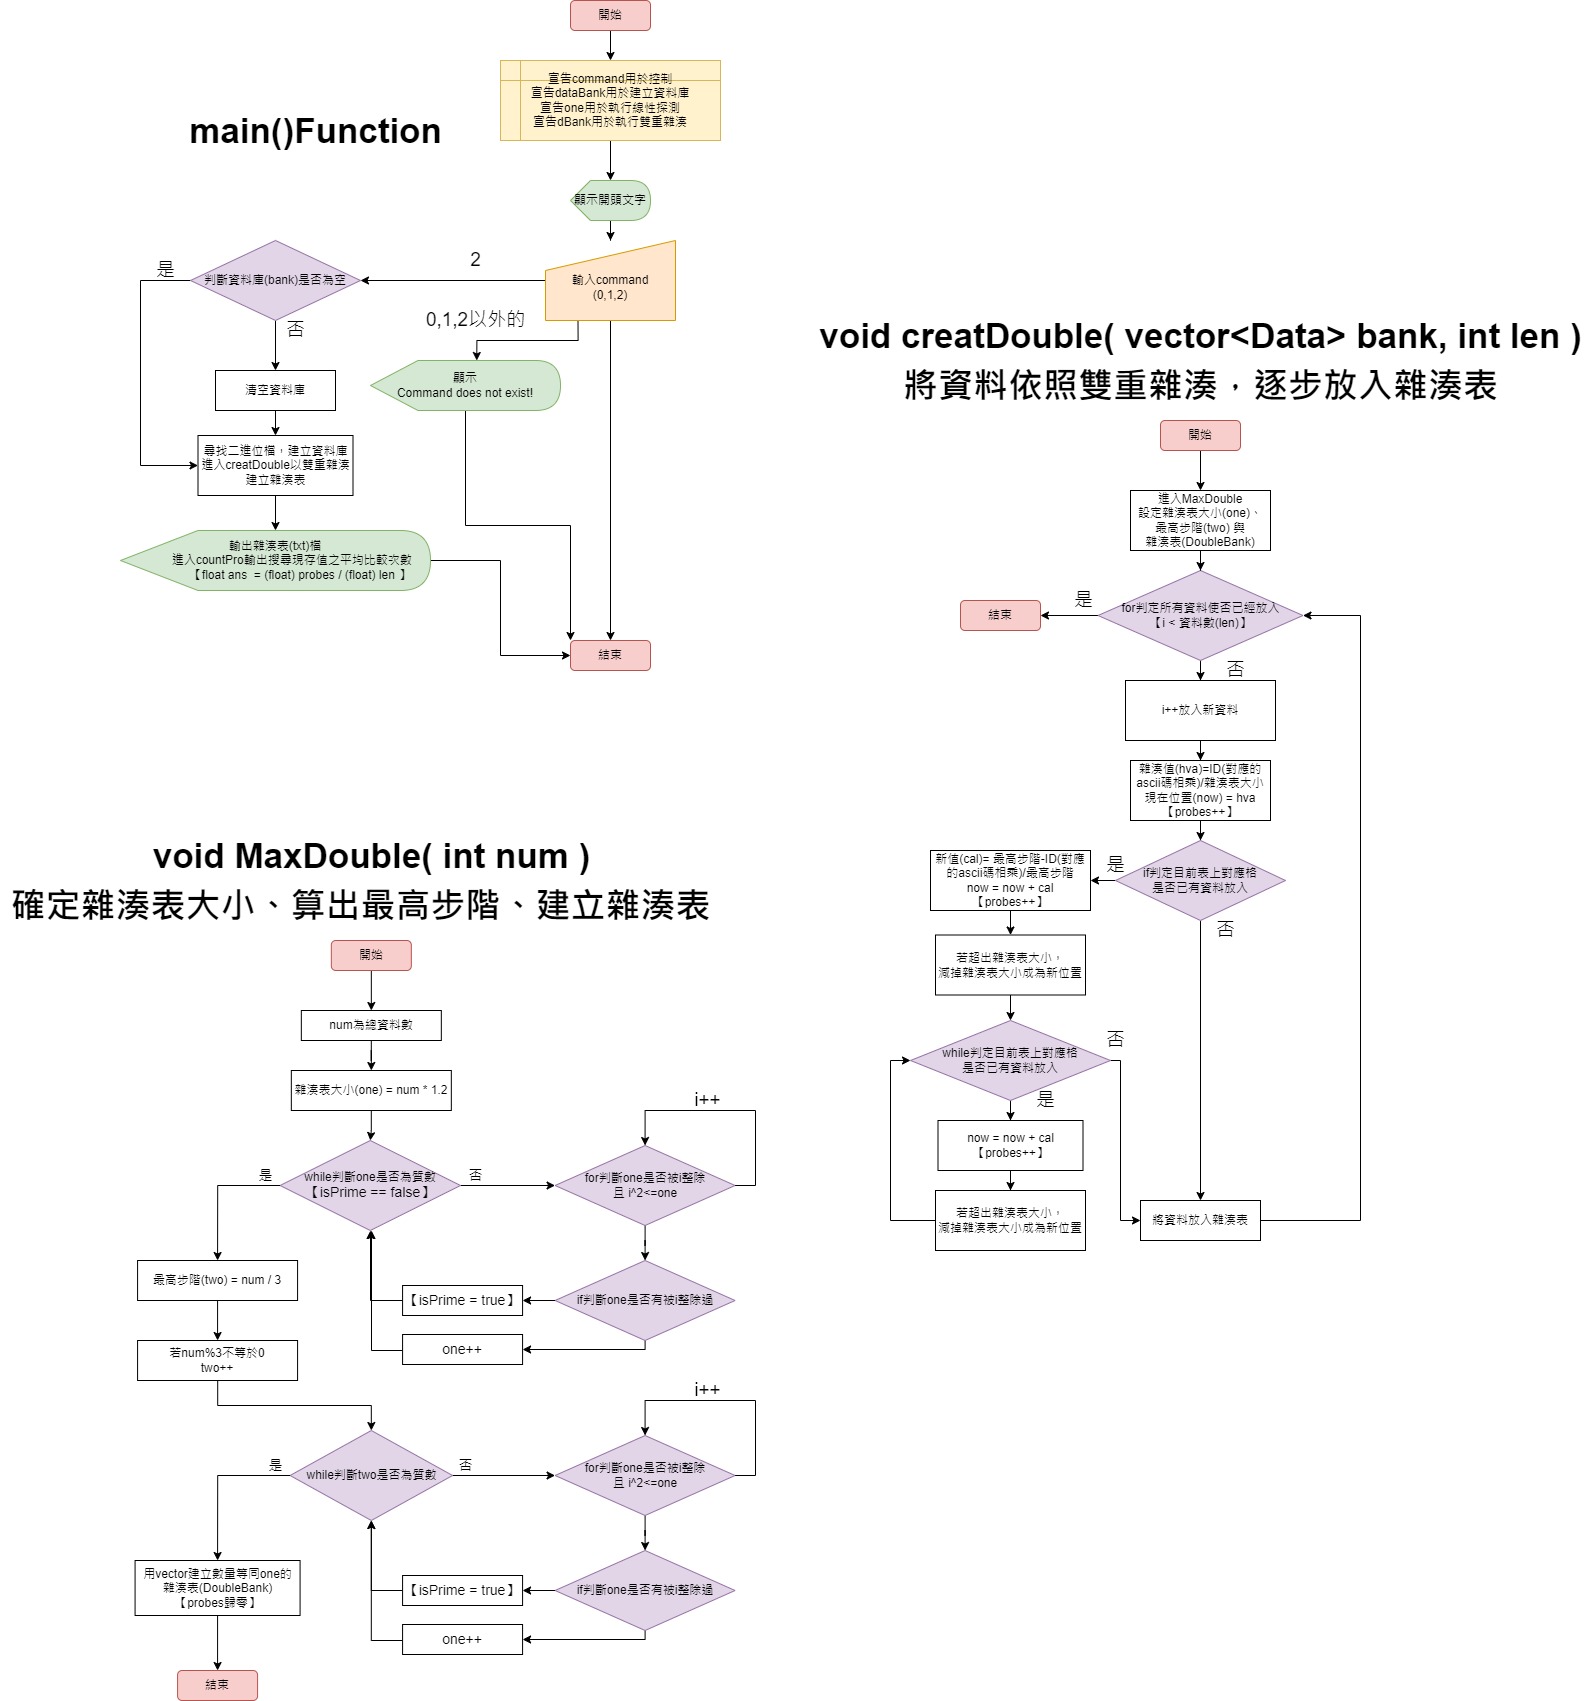 main()Function
開始
宣告command用於控制
宣告dataBank用於建立資料庫
宣告one用於執行線性探測
宣告dBank用於執行雙重雜湊
顯示開頭文字
輸入command
(0,1,2)
2
0,1,2以外的
判斷資料庫(bank)是否為空
是
否
清空資料庫
尋找二進位檔，建立資料庫
進入creatDouble以雙重雜湊
建立雜湊表
輸出雜湊表(txt)檔
進入countPro輸出搜尋現存值之平均比較次數
【float ans  = (float) probes / (float) len 】
顯示
Command does not exist!
結束
void creatDouble( vector<Data> bank, int len )
將資料依照雙重雜湊，逐步放入雜湊表
開始
進入MaxDouble
設定雜湊表大小(one)、
最高步階(two) 與
雜湊表(DoubleBank)
for判定所有資料使否已經放入
【i < 資料數(len)】
是
結束
否
i++放入新資料
雜湊值(hva)=ID(對應的
ascii碼相乘)/雜湊表大小
現在位置(now) = hva
【probes++】
if判定目前表上對應格
是否已有資料放入
是
否
新值(cal)= 最高步階-ID(對應
的ascii碼相乘)/最高步階
now = now + cal
【probes++】
若超出雜湊表大小，
減掉雜湊表大小成為新位置
while判定目前表上對應格
是否已有資料放入
否
是
now = now + cal
【probes++】
若超出雜湊表大小，
減掉雜湊表大小成為新位置
將資料放入雜湊表
void MaxDouble( int num )
確定雜湊表大小、算出最高步階、建立雜湊表
開始
num為總資料數
雜湊表大小(one) = num * 1.2
while判斷one是否為質數
【isPrime == false】
是
否
i++
for判斷one是否被i整除
且 i^2<=one
if判斷one是否有被i整除過
【isPrime = true】
one++
最高步階(two) = num / 3
若num%3不等於0
two++
while判斷two是否為質數
是
否
i++
for判斷one是否被i整除
且 i^2<=one
if判斷one是否有被i整除過
【isPrime = true】
one++
用vector建立數量等同one的
雜湊表(DoubleBank)
【probes歸零】
結束